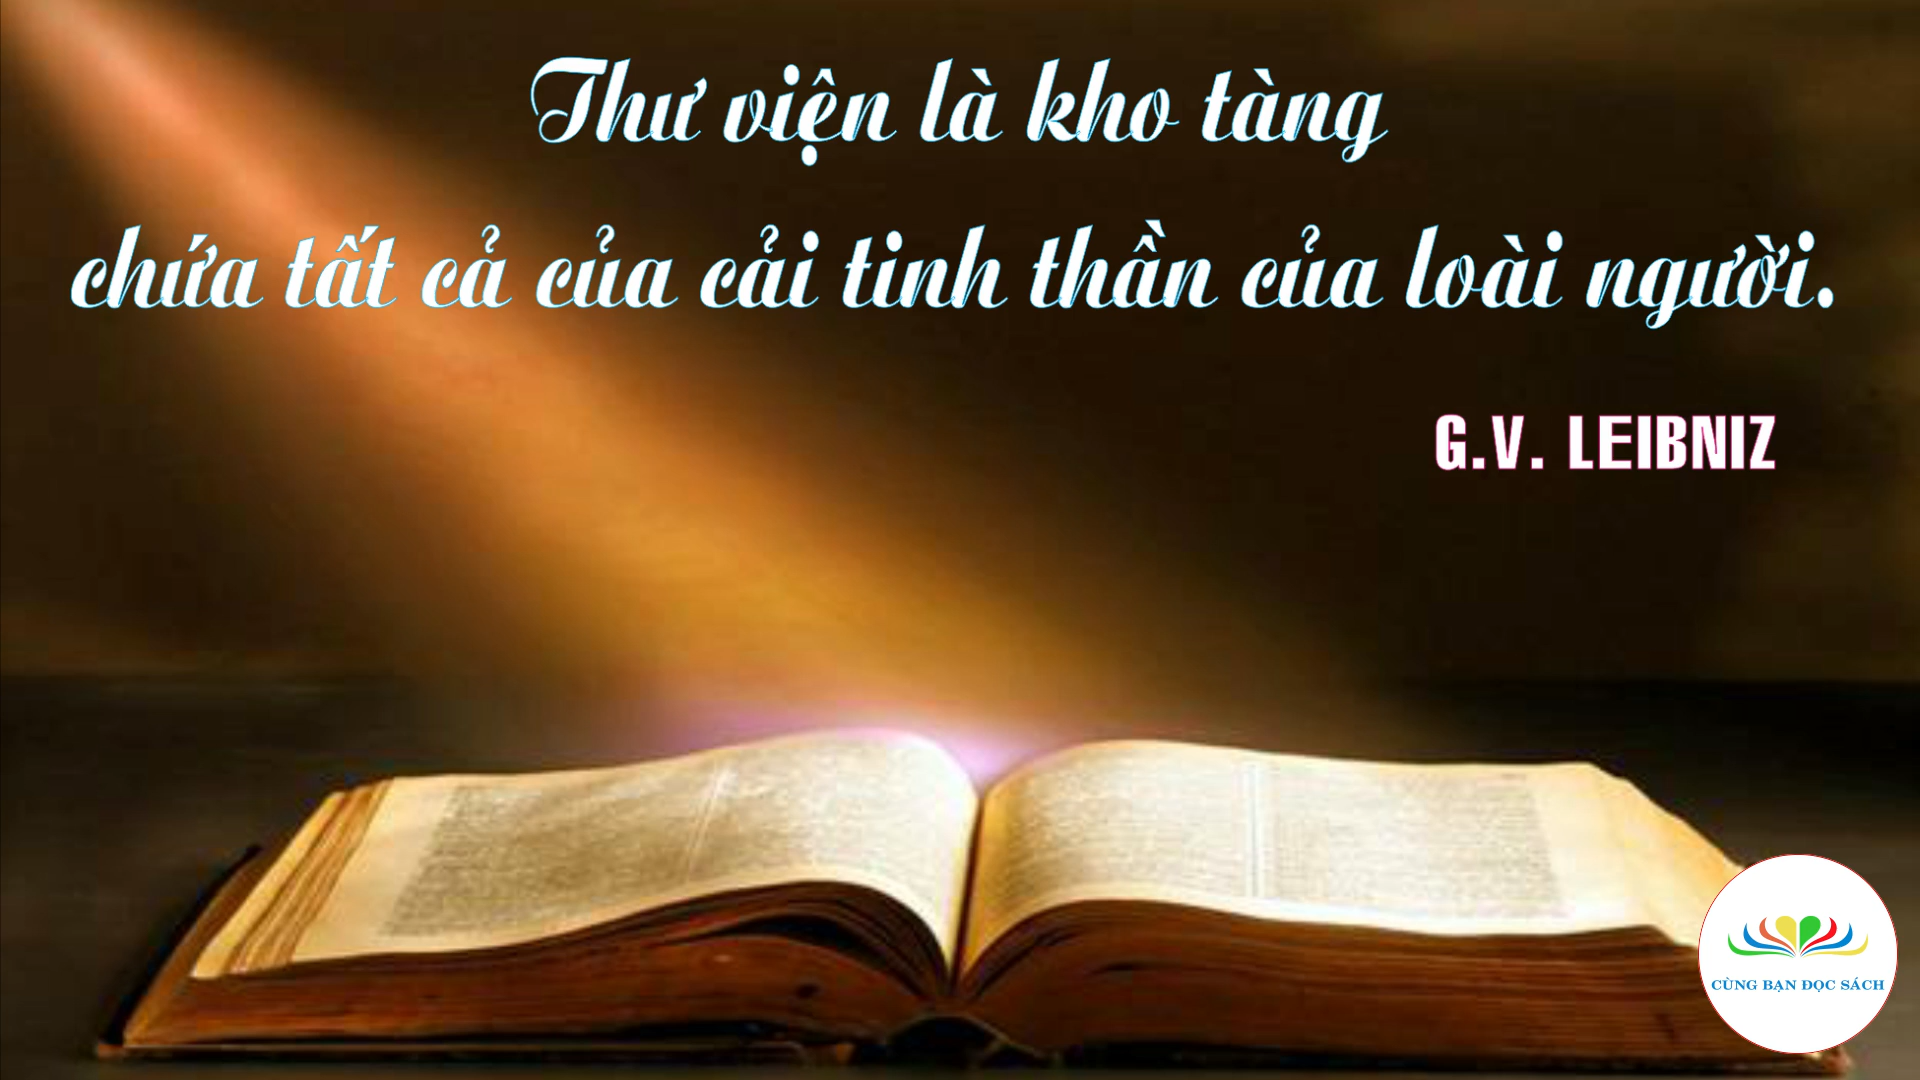 Thư viện là kho tàng
chứa tất cả của cải tinh thần của loài người.
G.V. LEIBNIZ
CÙNG BẠN ĐỌC SÁCH